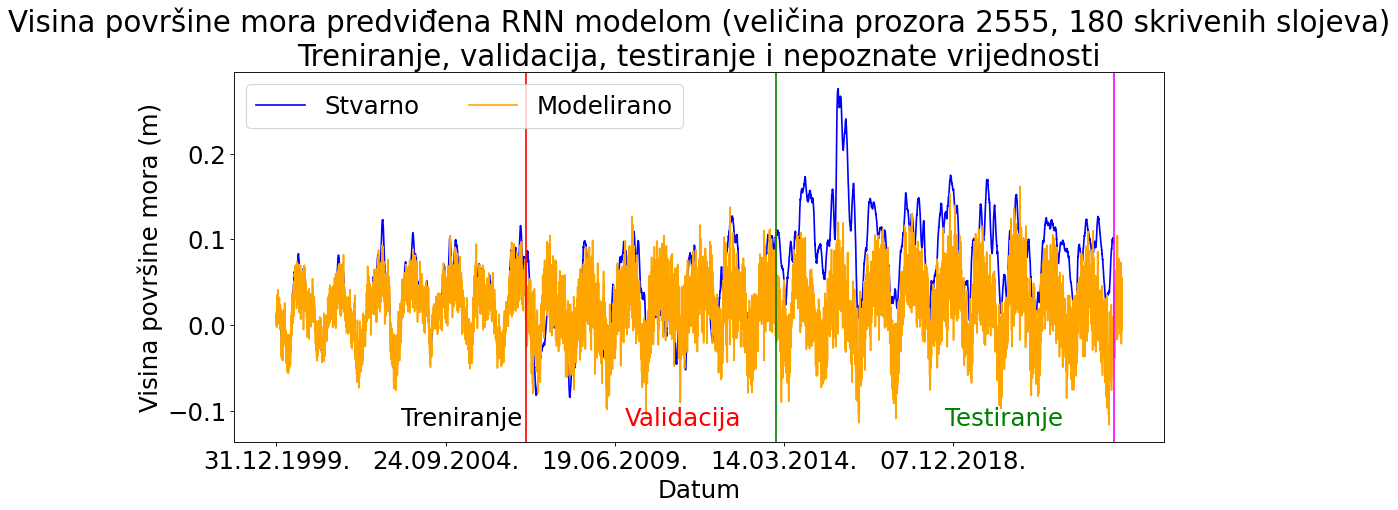 Visina površine mora predviđena RNN modelom (veličina prozora 2555, 180 skrivenih slojeva)
Treniranje, validacija, testiranje i nepoznate vrijednosti
Stvarno Modelirano
Visina površine mora (m)
0.2
0.1
0.0
−0.1
Treniranje Validacija Testiranje
31.12.1999. 24.09.2004. 19.06.2009. 14.03.2014. 07.12.2018.
Datum